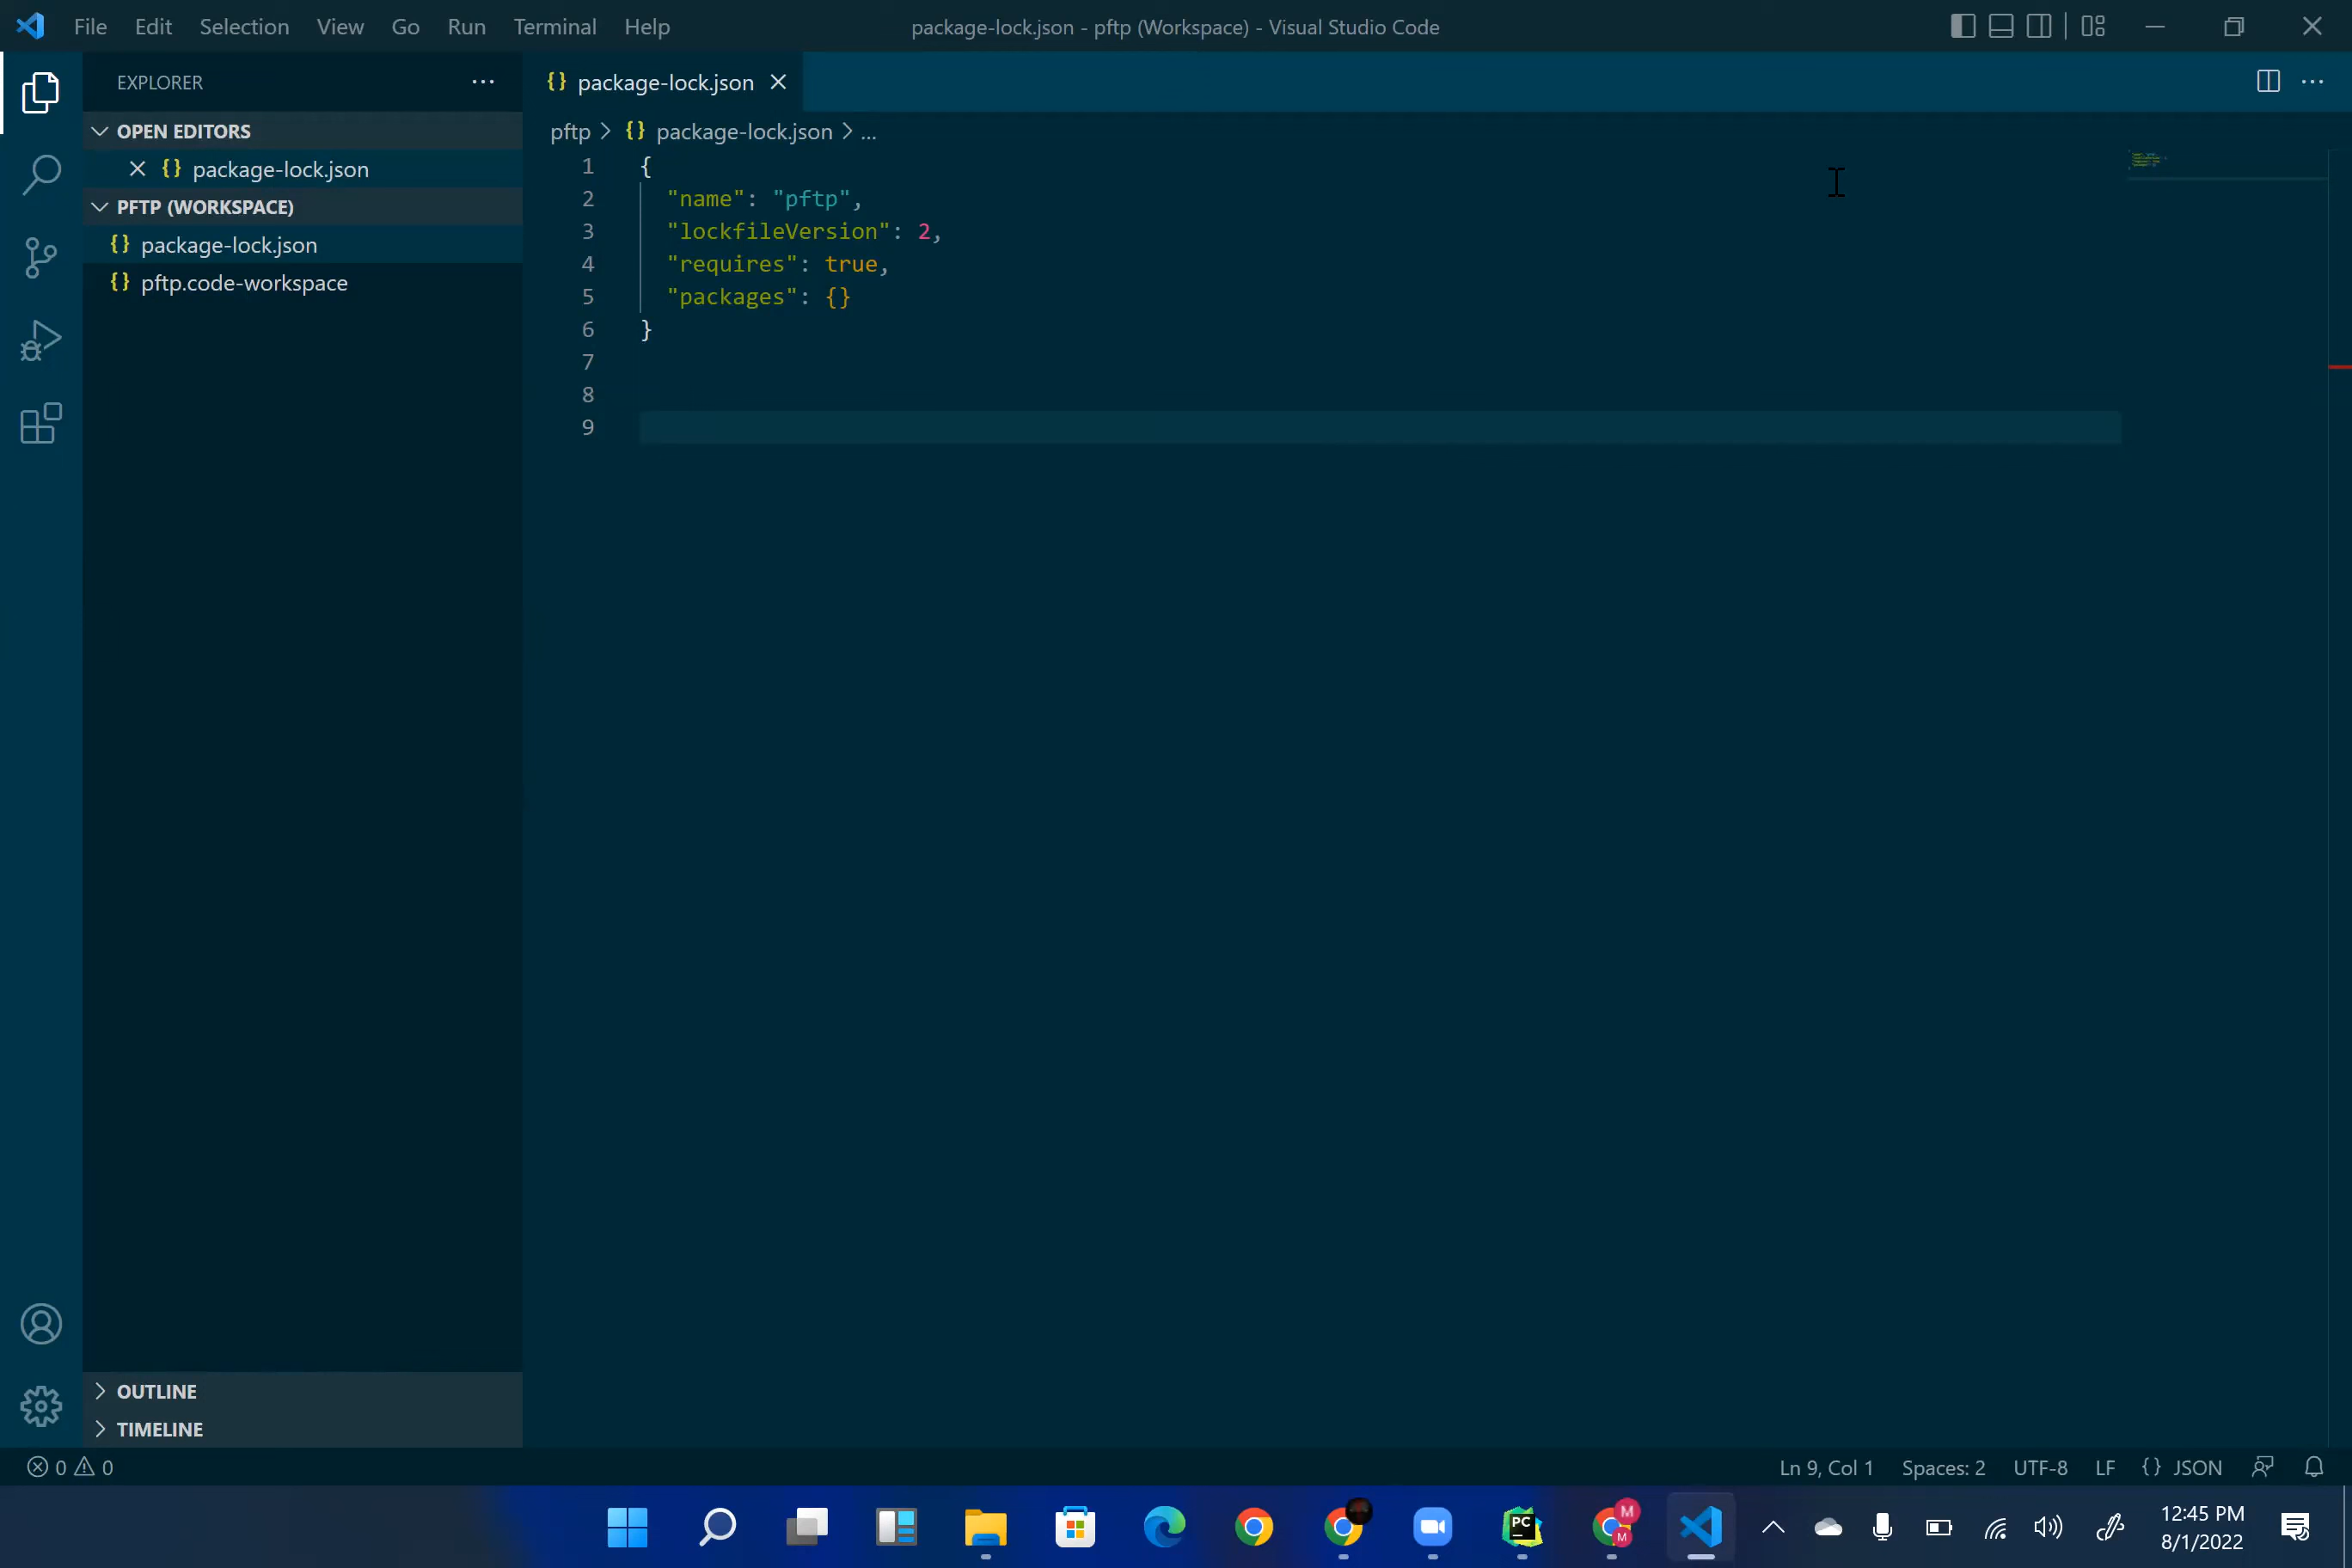 File Edit Selection View Go Run Terminal Help
package-lock.json - pftp (Workspace) - Visual Studio Code
EXPLORER
OPEN EDITORS
package-lock.json
PFTP (WORKSPACE)
package-lock.json
pftp.code-workspace
OUTLINE
TIMELINE
package-lock.json
pftp > {} package-lock.json > ...
1 {
2 "name": "pftp",
3 "lockfileVersion": 2,
4 "requires": true,
5 "packages": {}
6 }
7
8
9
0 0
Ln 9, Col 1 Spaces: 2 UTF-8 LF {} JSON
PC
M
M
12:45 PM
8/1/2022